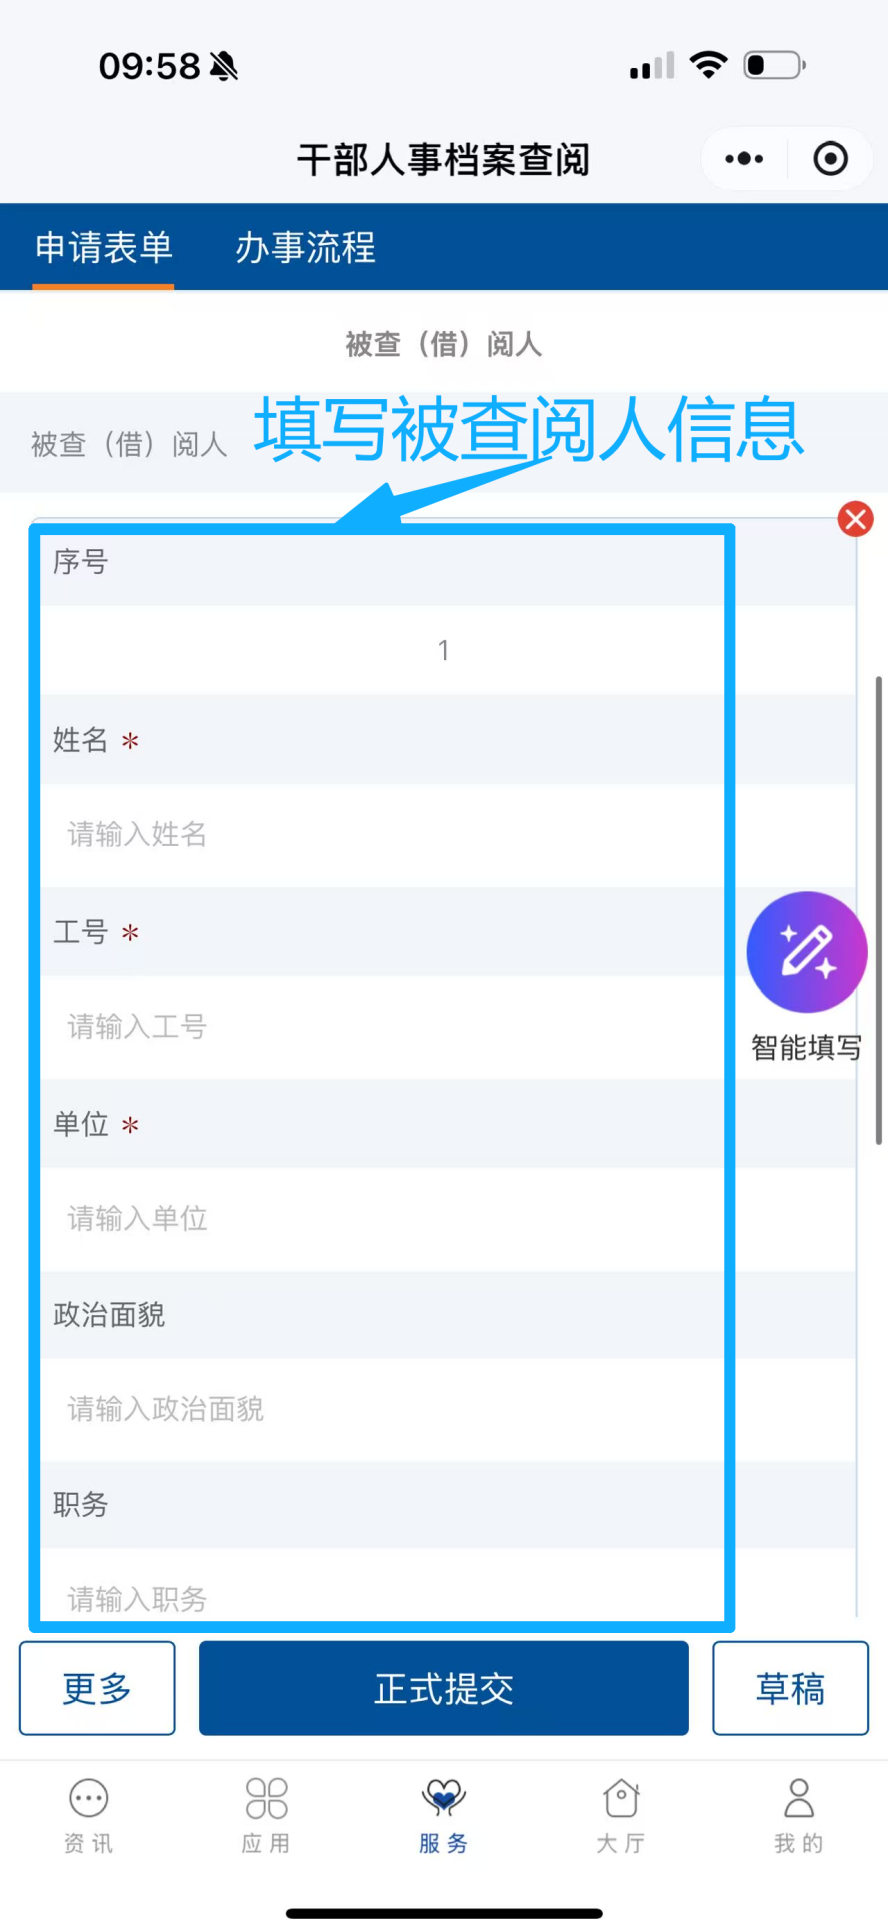 09:58
干部人事档案查阅
申请表单 办事流程
被查（借）阅人
填写被查阅人信息
被查（借）阅人
序号
1
姓名 *
请输入姓名
工号 *
请输入工号
智能填写
单位 *
请输入单位
政治面貌
请输入政治面貌
职务
请输入职务
更多 正式提交 草稿
资讯 应用 服务 大厅 我的